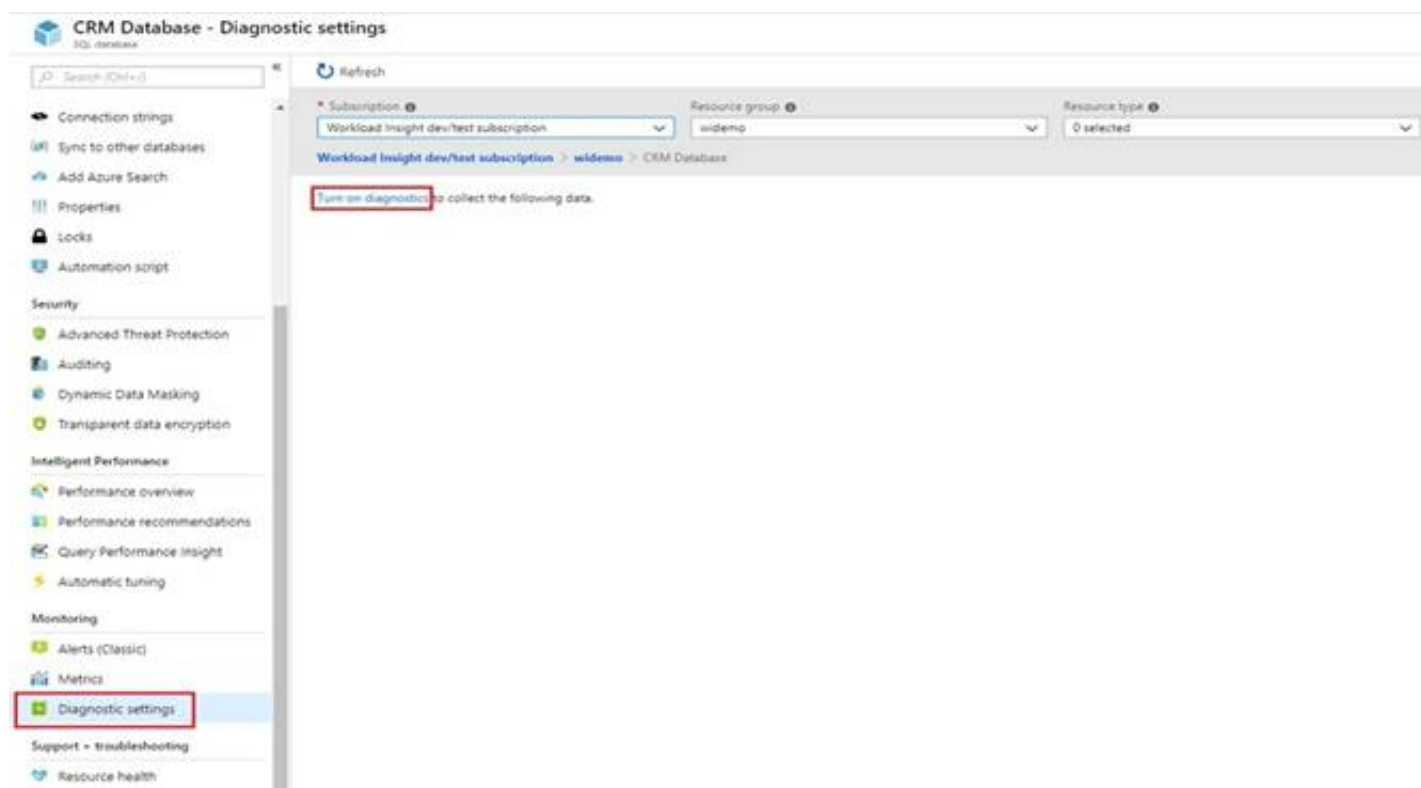 CRM Database - Diagnostic settings
SQL database
Search (Ctrl+/)
Connection strings
Sync to other databases
Add Azure Search
Properties
Locks
Automation script
Security
Advanced Threat Protection
Auditing
Dynamic Data Masking
Transparent data encryption
Intelligent Performance
Performance overview
Performance recommendations
Query Performance Insight
Automatic tuning
Monitoring
Alerts (Classic)
Metrics
Diagnostic settings
Support + troubleshooting
Resource health
Refresh
* Subscription
Workload Insight dev/test subscription
Resource group
widemo
Resource type
0 selected
Workload Insight dev/test subscription > widemo > CRM Database
Turn on diagnostics to collect the following data.